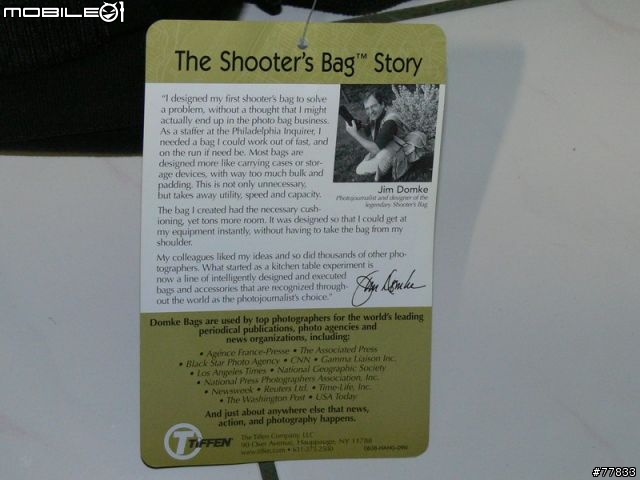 MOBILE01
The Shooter's Bag™ Story
"I designed my first shooter's bag to solve
a problem, without a thought that I might
actually end up in the photo bag business.
As a staffer at the Philadelphia Inquirer, I
needed a bag I could work out of fast, and
on the run if need be. Most bags are
designed more like carrying cases or stor-
age devices, with way too much bulk and
padding. This is not only unnecessary,
but takes away utility, speed and capacity.
Jim Domke
Photojournalist and designer of the
legendary Shooter's Bag
The bag I created had the necessary cush-
ioning, yet tons more room. It was designed so that I could get at
my equipment instantly, without having to take the bag from my
shoulder.
My colleagues liked my ideas and so did thousands of other pho-
tographers. What started as a kitchen table experiment is
now a line of intelligently designed and executed
bags and accessories that are recognized through-
out the world as the photojournalist's choice."
Jim Domke
Domke Bags are used by top photographers for the world's leading
periodical publications, photo agencies and
news organizations, including:
• Agence France-Presse • The Associated Press
• Black Star Photo Agency • CNN • Gamma Liaison Inc.
• Los Angeles Times • National Geographic Society
• National Press Photographers Association, Inc.
• Newsweek • Reuters Ltd. • Time-Life, Inc.
• The Washington Post • USA Today
And just about anywhere else that news,
action, and photography happens.
TIFFEN
The Tiffen Company, LLC
90 Oser Avenue, Hauppauge, NY 11788
www.tiffen.com • 631-273-2500
#77833